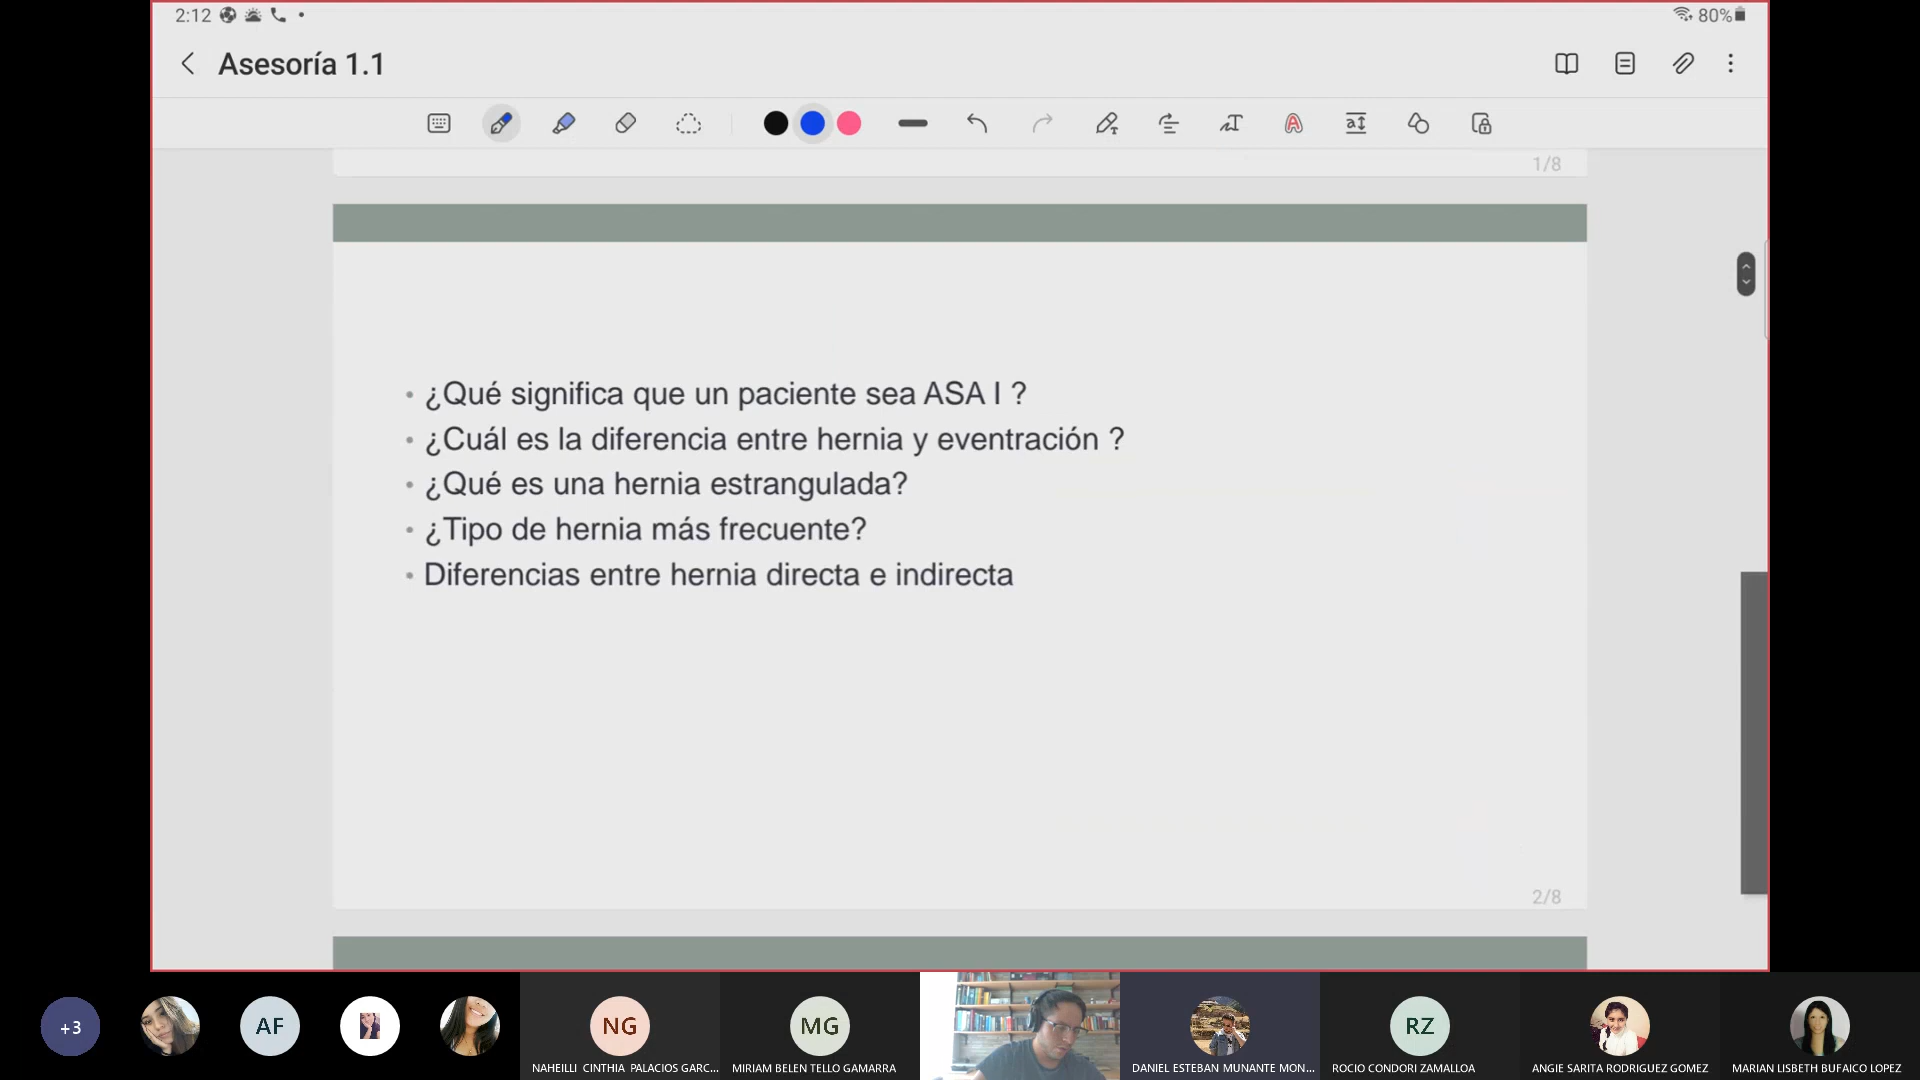 2:12
80%
Asesoría 1.1
1/8
• ¿Qué significa que un paciente sea ASA I ?
• ¿Cuál es la diferencia entre hernia y eventración ?
• ¿Qué es una hernia estrangulada?
• ¿Tipo de hernia más frecuente?
• Diferencias entre hernia directa e indirecta
2/8
+3
AF
NG
MG
RZ
NAHEILLI CINTHIA PALACIOS GARC...
MIRIAM BELEN TELLO GAMARRA
DANIEL ESTEBAN MUNANTE MON...
ROCIO CONDORI ZAMALLOA
ANGIE SARITA RODRIGUEZ GOMEZ
MARIAN LISBETH BUFAICO LOPEZ